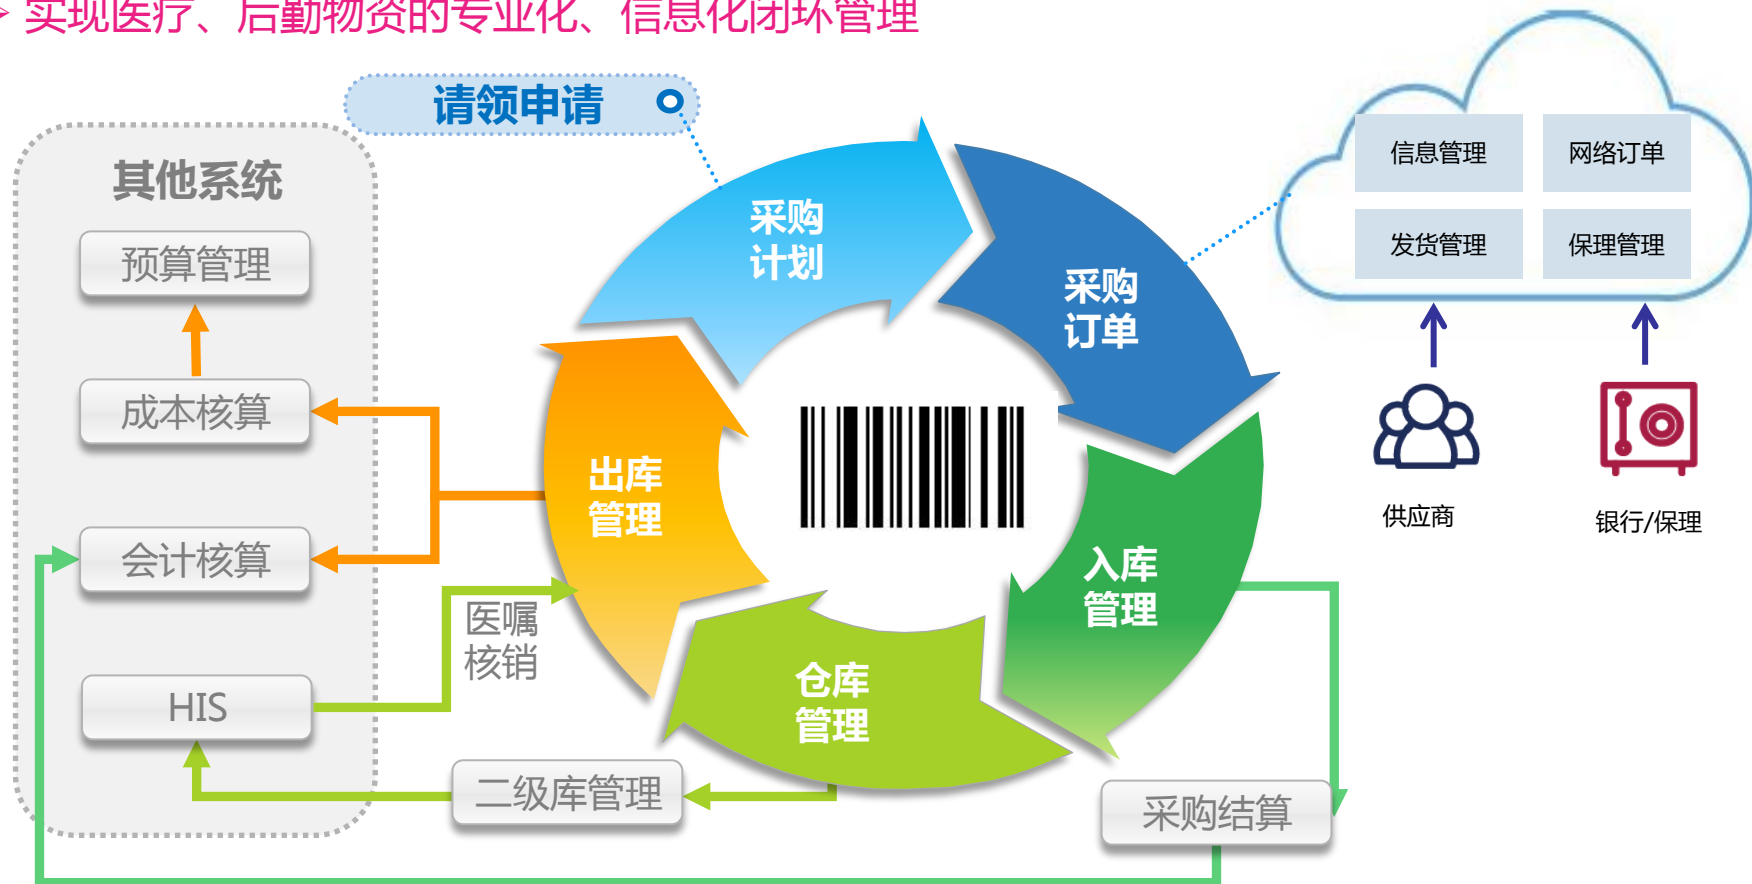 实现医疗、后勤物资的专业化、信息化闭环管理
请领申请
其他系统
预算管理
成本核算
会计核算
HIS
医嘱
核销
二级库管理
采购
计划
采购
订单
入库
管理
仓库
管理
出库
管理
采购结算
信息管理
网络订单
发货管理
保理管理
供应商
银行/保理